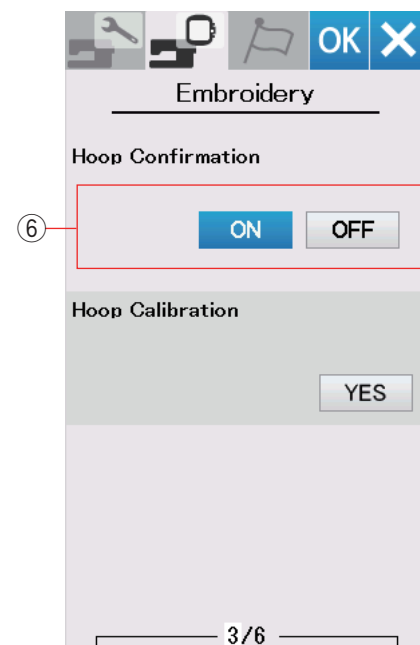 OK
Embroidery
Hoop Confirmation
⑥
ON OFF
Hoop Calibration
YES
3/6